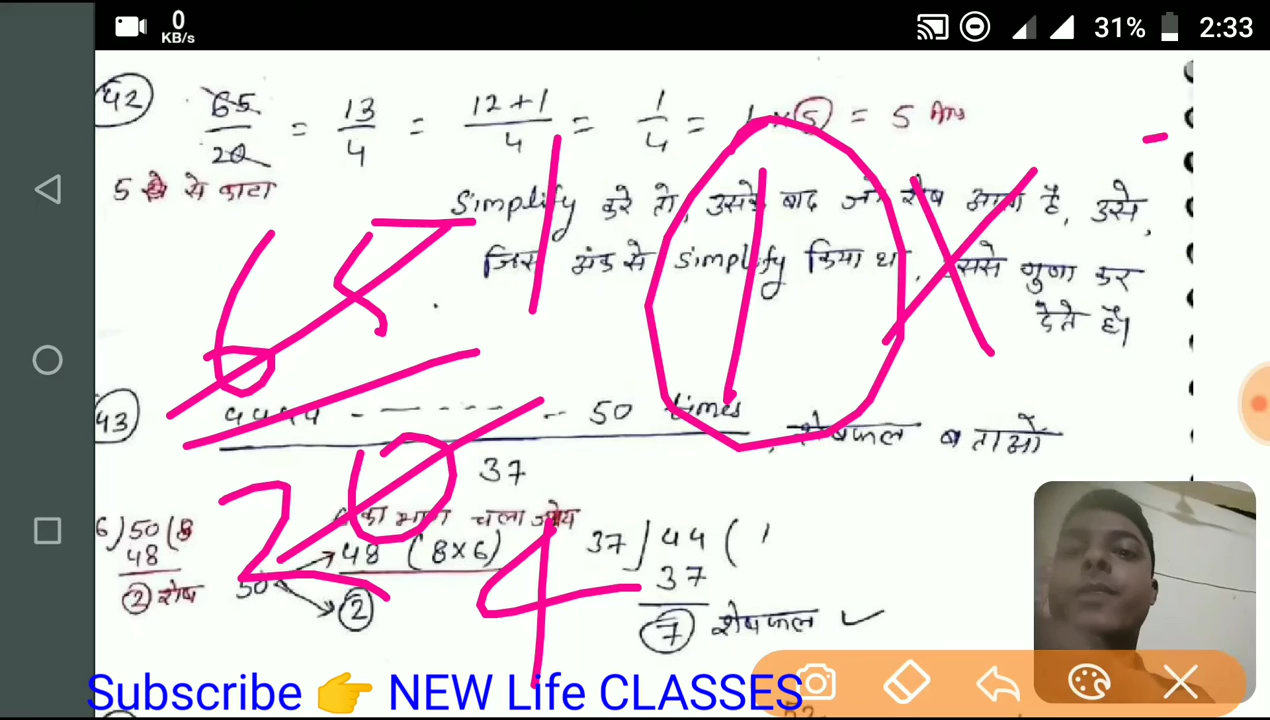 0 KB/s 31% 2:33
42 65/20 = 13/4 = 12+1/4 = 1/4 = 1×5 = 5 Ans
5 से काटा
Simplify करे तो, उसके बाद जो शेष आता है, उसे,
जिस अंक से simplify किया था, उससे गुणा कर
देते हैं।
65 1 1 X
43 4444 - - - - - - 50 times / 37, शेषफल बताओ
20 4
का भाग चला जायेगा
6) 50 (8
48
2 शेष
50 48 (8×6)
2
37) 44 ( 1
37
7 शेषफल ✓
Subscribe 👉 NEW Life CLASSES